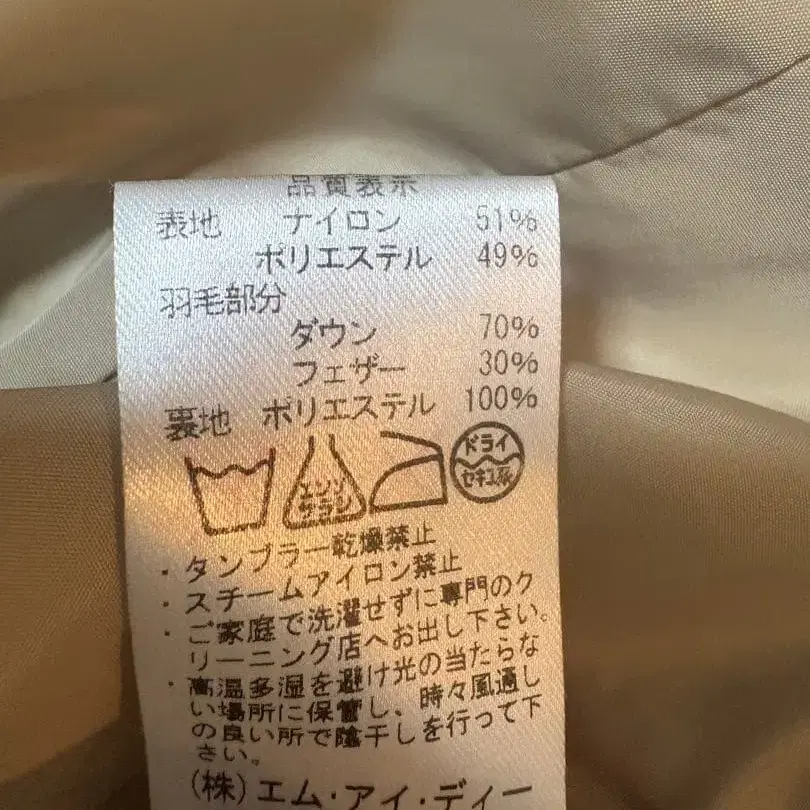 品質表示
表地 ナイロン 51%
ポリエステル 49%
羽毛部分
ダウン 70%
フェザー 30%
裏地 ポリエステル 100%
エンソ
サラシ
ドライ
セキユ系
・タンブラー乾燥禁止
・スチームアイロン禁止
・ご家庭で洗濯せずに専門のク
リーニング店へお出し下さい。
・高温多湿を避け光の当たらな
い場所に保管し、時々風通し
の良い所で陰干しを行って下
さい。
(株)エム・アイ・ディー